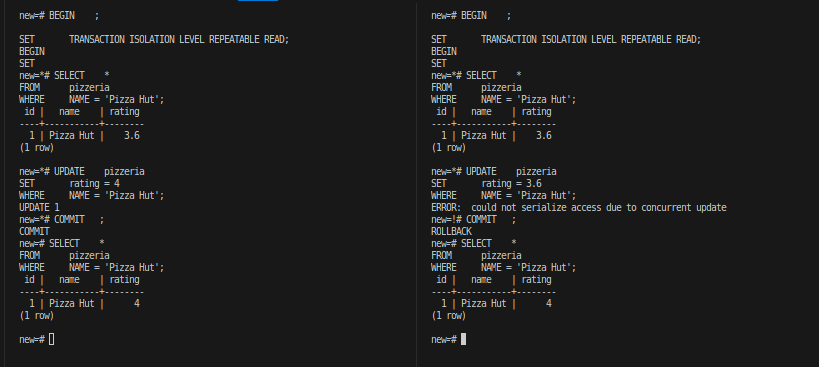 new=# BEGIN    ;

SET       TRANSACTION ISOLATION LEVEL REPEATABLE READ;
BEGIN
SET
new=*# SELECT    *
FROM      pizzeria
WHERE     NAME = 'Pizza Hut';
 id |   name    | rating
----+-----------+--------
  1 | Pizza Hut |    3.6
(1 row)

new=*# UPDATE    pizzeria
SET       rating = 4
WHERE     NAME = 'Pizza Hut';
UPDATE 1
new=*# COMMIT   ;
COMMIT
new=# SELECT    *
FROM      pizzeria
WHERE     NAME = 'Pizza Hut';
 id |   name    | rating
----+-----------+--------
  1 | Pizza Hut |      4
(1 row)

new=#
new=# BEGIN    ;

SET       TRANSACTION ISOLATION LEVEL REPEATABLE READ;
BEGIN
SET
new=*# SELECT    *
FROM      pizzeria
WHERE     NAME = 'Pizza Hut';
 id |   name    | rating
----+-----------+--------
  1 | Pizza Hut |    3.6
(1 row)

new=*# UPDATE    pizzeria
SET       rating = 3.6
WHERE     NAME = 'Pizza Hut';
ERROR:  could not serialize access due to concurrent update
new=!# COMMIT   ;
ROLLBACK
new=# SELECT    *
FROM      pizzeria
WHERE     NAME = 'Pizza Hut';
 id |   name    | rating
----+-----------+--------
  1 | Pizza Hut |      4
(1 row)

new=#